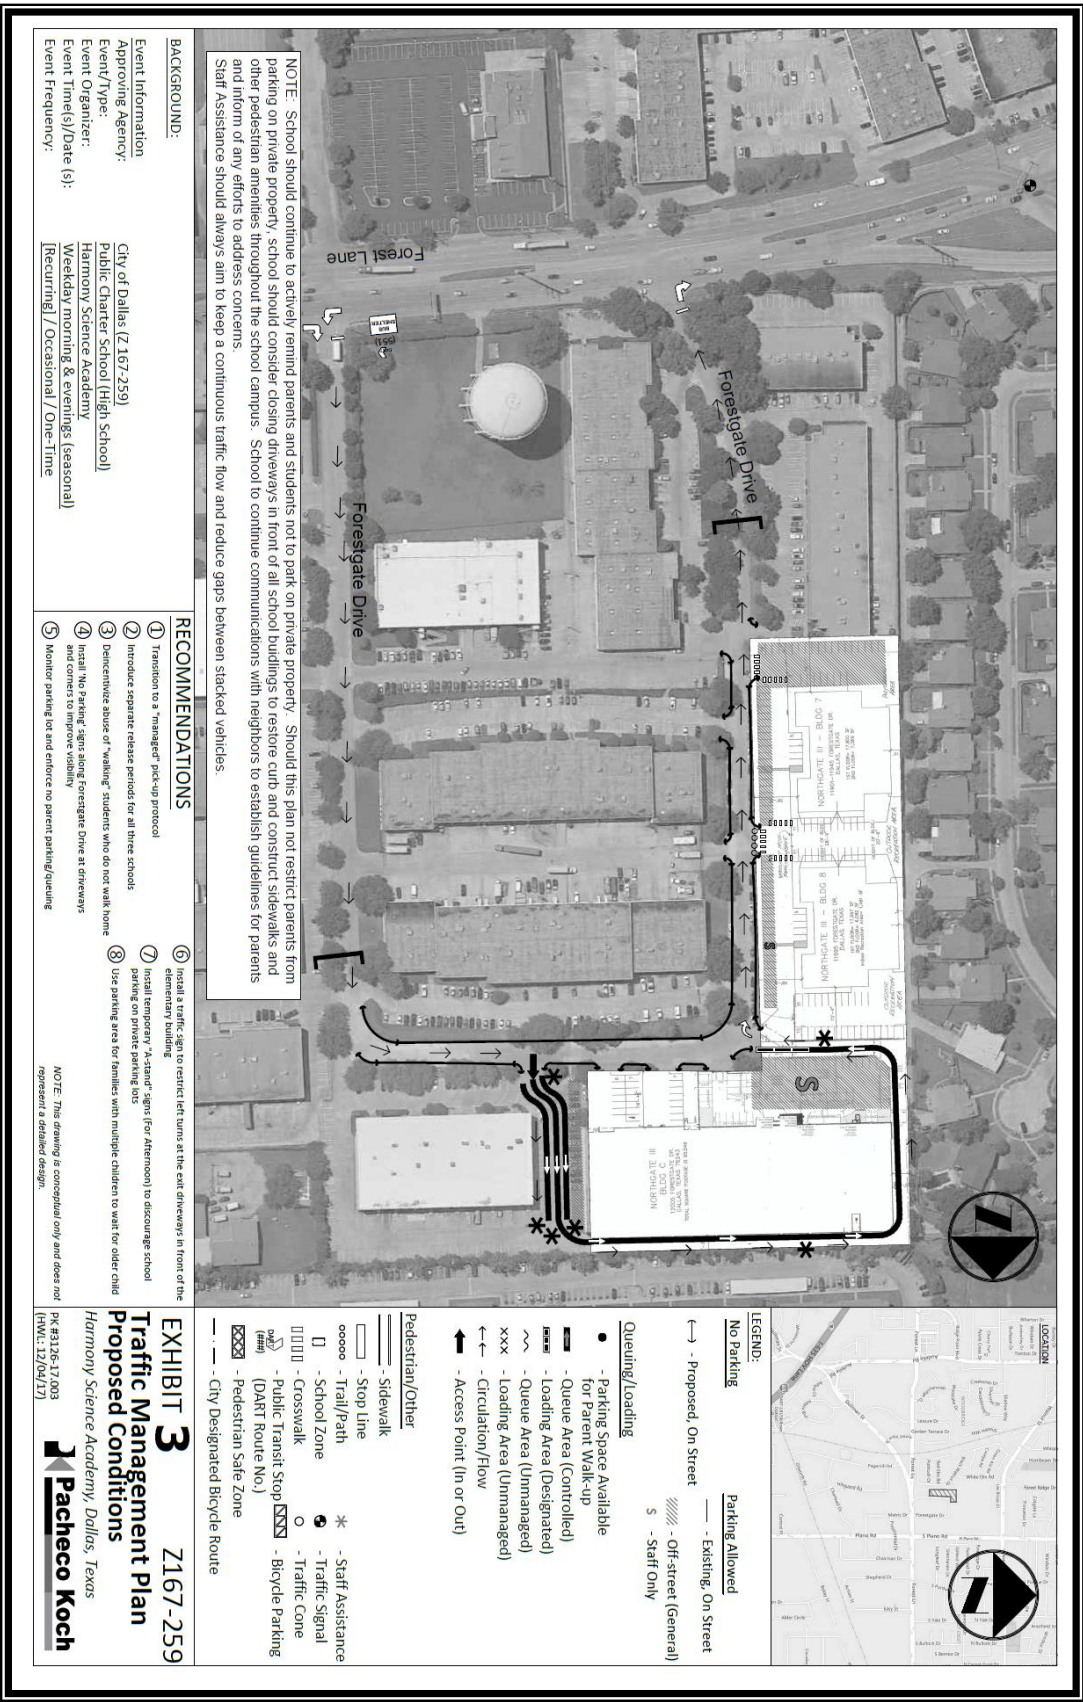 NOTE: School should continue to actively remind parents and students not to park on private property. Should this plan not restrict parents from
parking on private property, school should consider closing driveways in front of all school buidlings to restore curb and construct sidewalks and
other pedestrian amenities throughout the school campus. School to continue communications with neighbors to establish guidelines for parents
and inform of any efforts to address concerns.
Staff Assistance should always aim to keep a continuous traffic flow and reduce gaps between stacked vehicles.
Forest Lane
BUS
SHELTER
(551)
Forestgate Drive
Forestgate Drive
NORTHGATE III - BLDG 7
NORTHGATE III - BLDG 8
NORTHGATE III
BLDG C
S
S
BACKGROUND:
Event Information
Approving Agency: City of Dallas (Z 167-259)
Event/Type: Public Charter School (High School)
Event Organizer: Harmony Science Academy
Event Time(s)/Date (s): Weekday morning & evenings (seasonal)
Event Frequency: [Recurring] / Occasional / One-Time
RECOMMENDATIONS
1 Transition to a "managed" pick-up protocol
2 Introduce separate release periods for all three schools
3 Deincentivize abuse of "walking" students who do not walk home
4 Install 'No Parking' signs along Forestgate Drive at driveways
and corners to improve visibility
5 Monitor parking lot and enforce no parent parking/queuing
6 Install a traffic sign to restrict left turns at the exit driveways in front of the
elementary building
7 Install temporary "A-stand" signs (For Afternoon) to discourage school
parking on private parking lots
8 Use parking area for families with multiple children to wait for older child
NOTE: This drawing is conceptual only and does not
represent a detailed design.
LOCATION
LEGEND:
No Parking
- Proposed, On Street
Parking Allowed
- Existing, On Street
- Off-street (General)
S - Staff Only
Queuing/Loading
- Parking Space Available
for Parent Walk-up
- Queue Area (Controlled)
- Loading Area (Designated)
- Queue Area (Unmanaged)
- Loading Area (Unmanaged)
- Circulation/Flow
- Access Point (In or Out)
Pedestrian/Other
- Sidewalk
- Stop Line
- Trail/Path
- School Zone
- Crosswalk
- Public Transit Stop
(DART Route No.)
- Pedestrian Safe Zone
- City Designated Bicycle Route
- Staff Assistance
- Traffic Signal
- Traffic Cone
- Bicycle Parking
DART
(###)
EXHIBIT 3 Z167-259
Traffic Management Plan
Proposed Conditions
Harmony Science Academy, Dallas, Texas
PK #3126-17.003
(HWL: 12/04/17)
Pacheco Koch